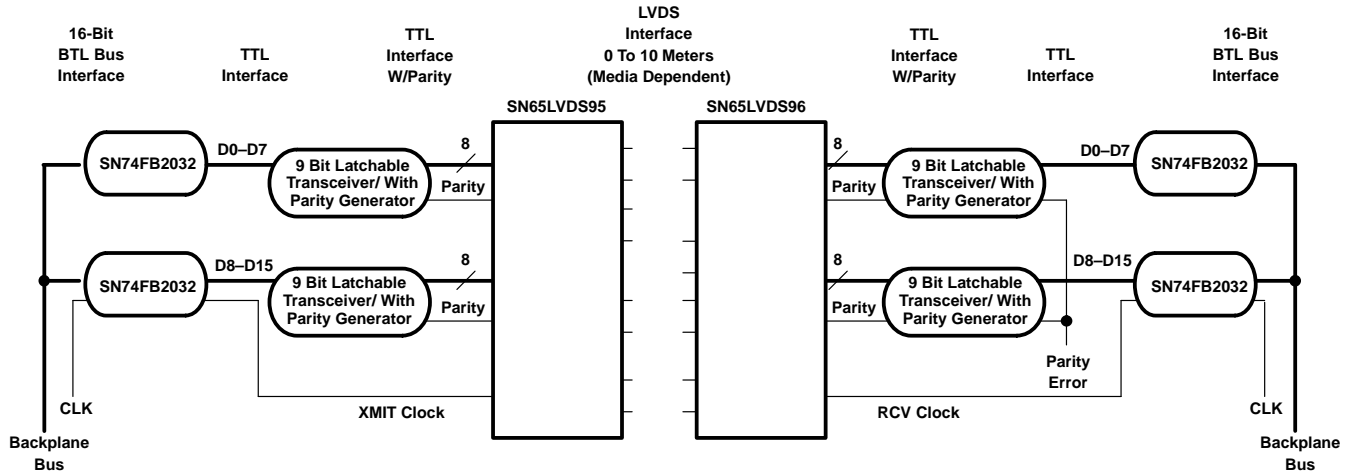 LVDS
Interface
0 To 10 Meters
(Media Dependent)
16-Bit
BTL Bus
Interface
TTL
Interface
TTL
Interface
W/Parity
TTL
Interface
W/Parity
TTL
Interface
16-Bit
BTL Bus
Interface
SN65LVDS95
SN65LVDS96
SN74FB2032
D0–D7
9 Bit Latchable
Transceiver/ With
Parity Generator
8
Parity
8
Parity
9 Bit Latchable
Transceiver/ With
Parity Generator
D0–D7
SN74FB2032
SN74FB2032
D8–D15
9 Bit Latchable
Transceiver/ With
Parity Generator
8
Parity
8
Parity
9 Bit Latchable
Transceiver/ With
Parity Generator
D8–D15
SN74FB2032
Parity
Error
CLK
XMIT Clock
RCV Clock
CLK
Backplane
Bus
Backplane
Bus